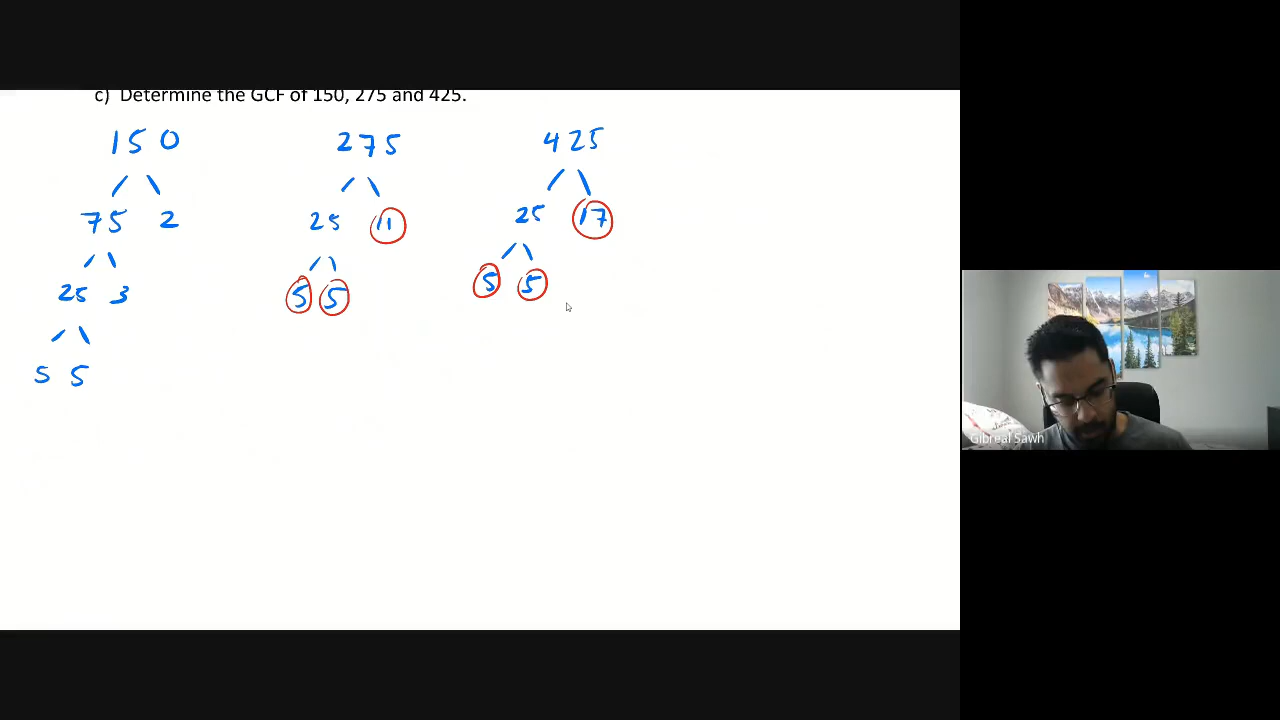 c) Determine the GCF of 150, 275 and 425.
150 275 425
75 2 25 11 25 17
25 3 5 5 5 5
5 5
Gibreal Sawh